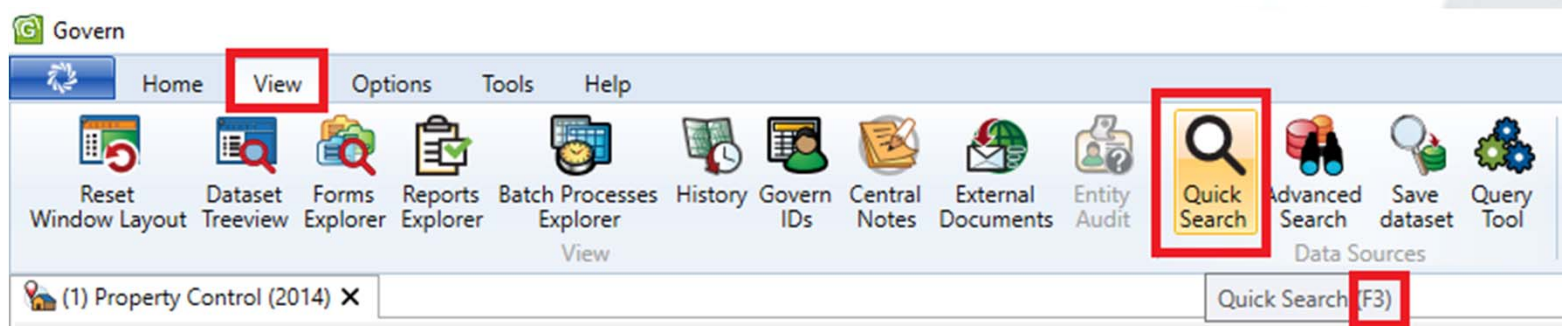 Govern
Home View Options Tools Help
Reset Window Layout
Dataset Treeview
Forms Explorer
Reports Explorer
Batch Processes Explorer
History
Govern IDs
Central Notes
External Documents
Entity Audit
Quick Search
Advanced Search
Save dataset
Query Tool
View
Data Sources
(1) Property Control (2014)
Quick Search (F3)